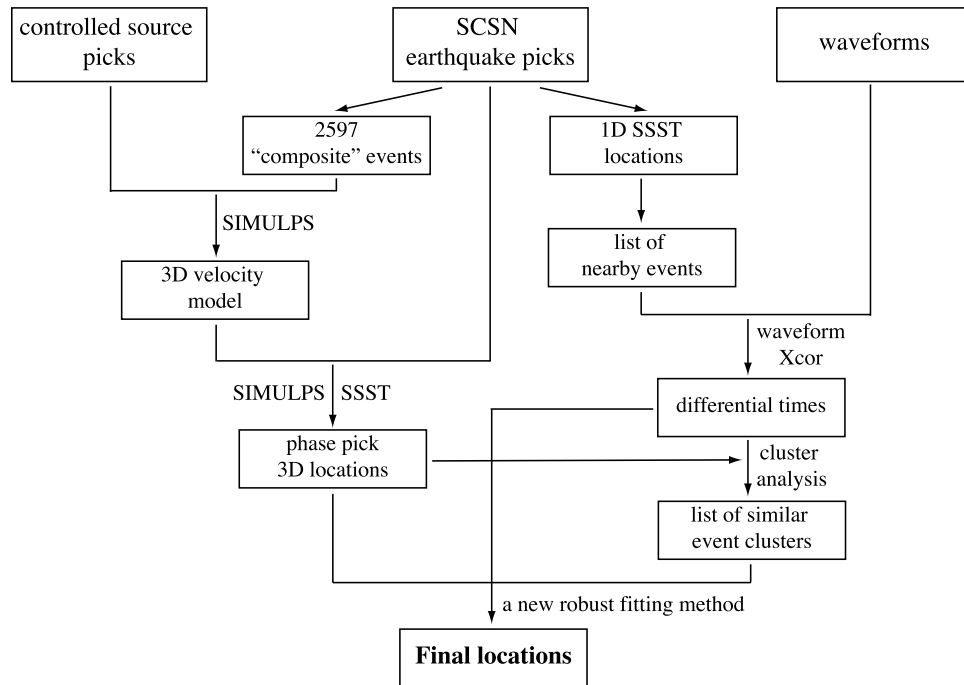 controlled source
picks
SCSN
earthquake picks
waveforms
2597
“composite” events
1D SSST
locations
SIMULPS
list of
nearby events
3D velocity
model
waveform
Xcor
SIMULPS
SSST
differential times
phase pick
3D locations
cluster
analysis
list of similar
event clusters
a new robust fitting method
Final locations